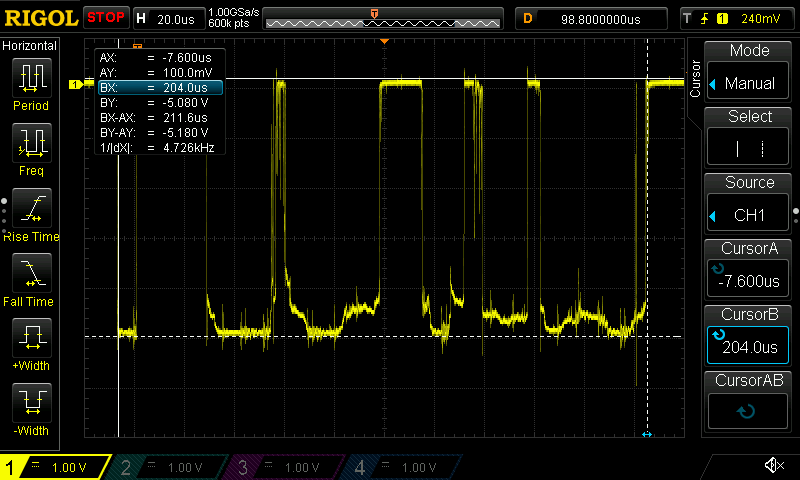 RIGOL STOP H 20.0us 1.00GSa/s 600k pts D 98.8000000us T 1 240mV
Horizontal
Period
Freq
Rise Time
Fall Time
+Width
-Width
T
1
T
AX: = -7.600us
AY: = 100.0mV
BX: = 204.0us
BY: = -5.080 V
BX-AX: = 211.6us
BY-AY: = -5.180 V
1/|dX|: = 4.726kHz
Cursor
Mode
Manual
Select
Source
CH1
CursorA
-7.600us
CursorB
204.0us
CursorAB
1 = 1.00 V 2 = 1.00 V 3 = 1.00 V 4 = 1.00 V